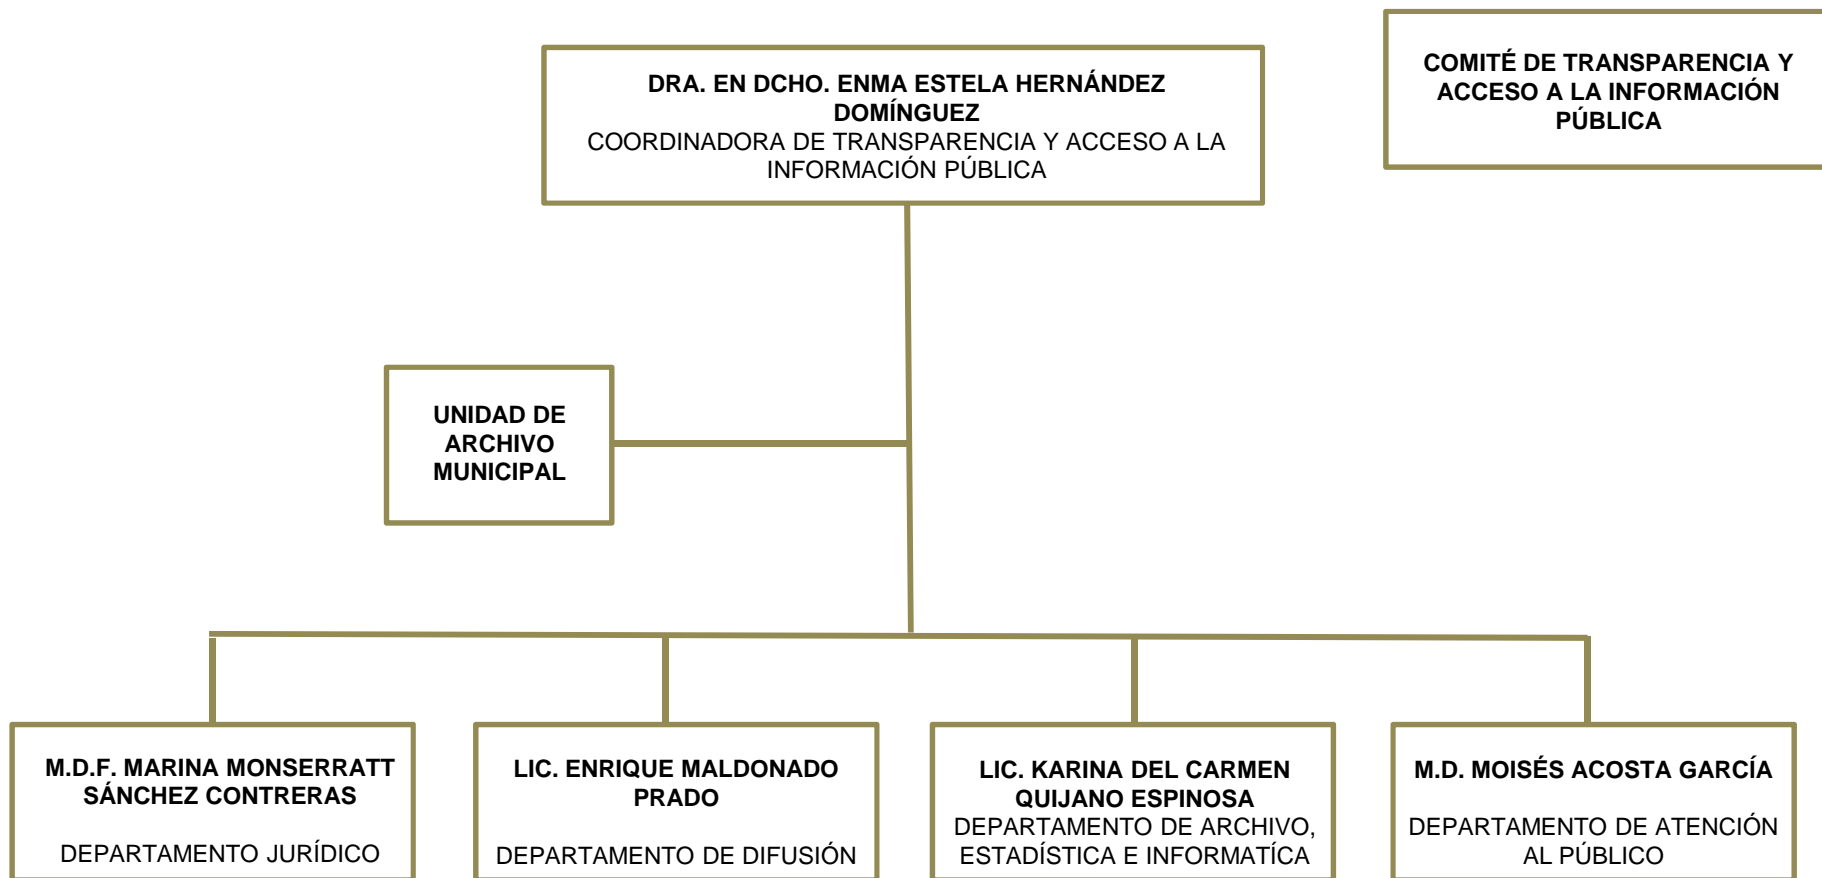 DRA. EN DCHO. ENMA ESTELA HERNÁNDEZ
DOMÍNGUEZ
COORDINADORA DE TRANSPARENCIA Y ACCESO A LA
INFORMACIÓN PÚBLICA
COMITÉ DE TRANSPARENCIA Y
ACCESO A LA INFORMACIÓN
PÚBLICA
UNIDAD DE
ARCHIVO
MUNICIPAL
M.D.F. MARINA MONSERRATT
SÁNCHEZ CONTRERAS
DEPARTAMENTO JURÍDICO
LIC. ENRIQUE MALDONADO
PRADO
DEPARTAMENTO DE DIFUSIÓN
LIC. KARINA DEL CARMEN
QUIJANO ESPINOSA
DEPARTAMENTO DE ARCHIVO,
ESTADÍSTICA E INFORMATÍCA
M.D. MOISÉS ACOSTA GARCÍA
DEPARTAMENTO DE ATENCIÓN
AL PÚBLICO